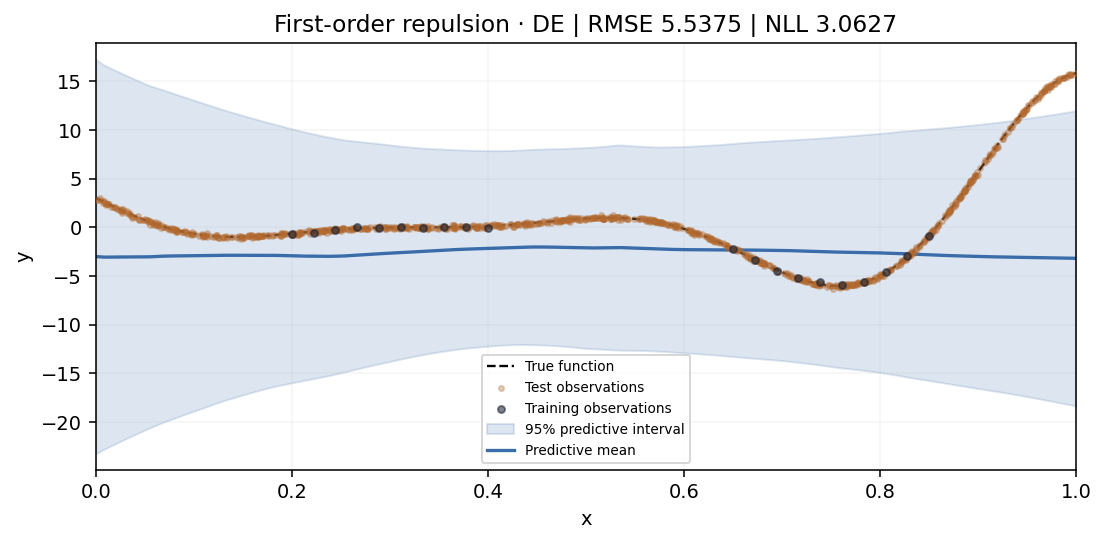 First-order repulsion · DE | RMSE 5.5375 | NLL 3.0627
15
10
5
0
−5
−10
−15
−20
y
True function
Test observations
Training observations
95% predictive interval
Predictive mean
0.0 0.2 0.4 0.6 0.8 1.0
x